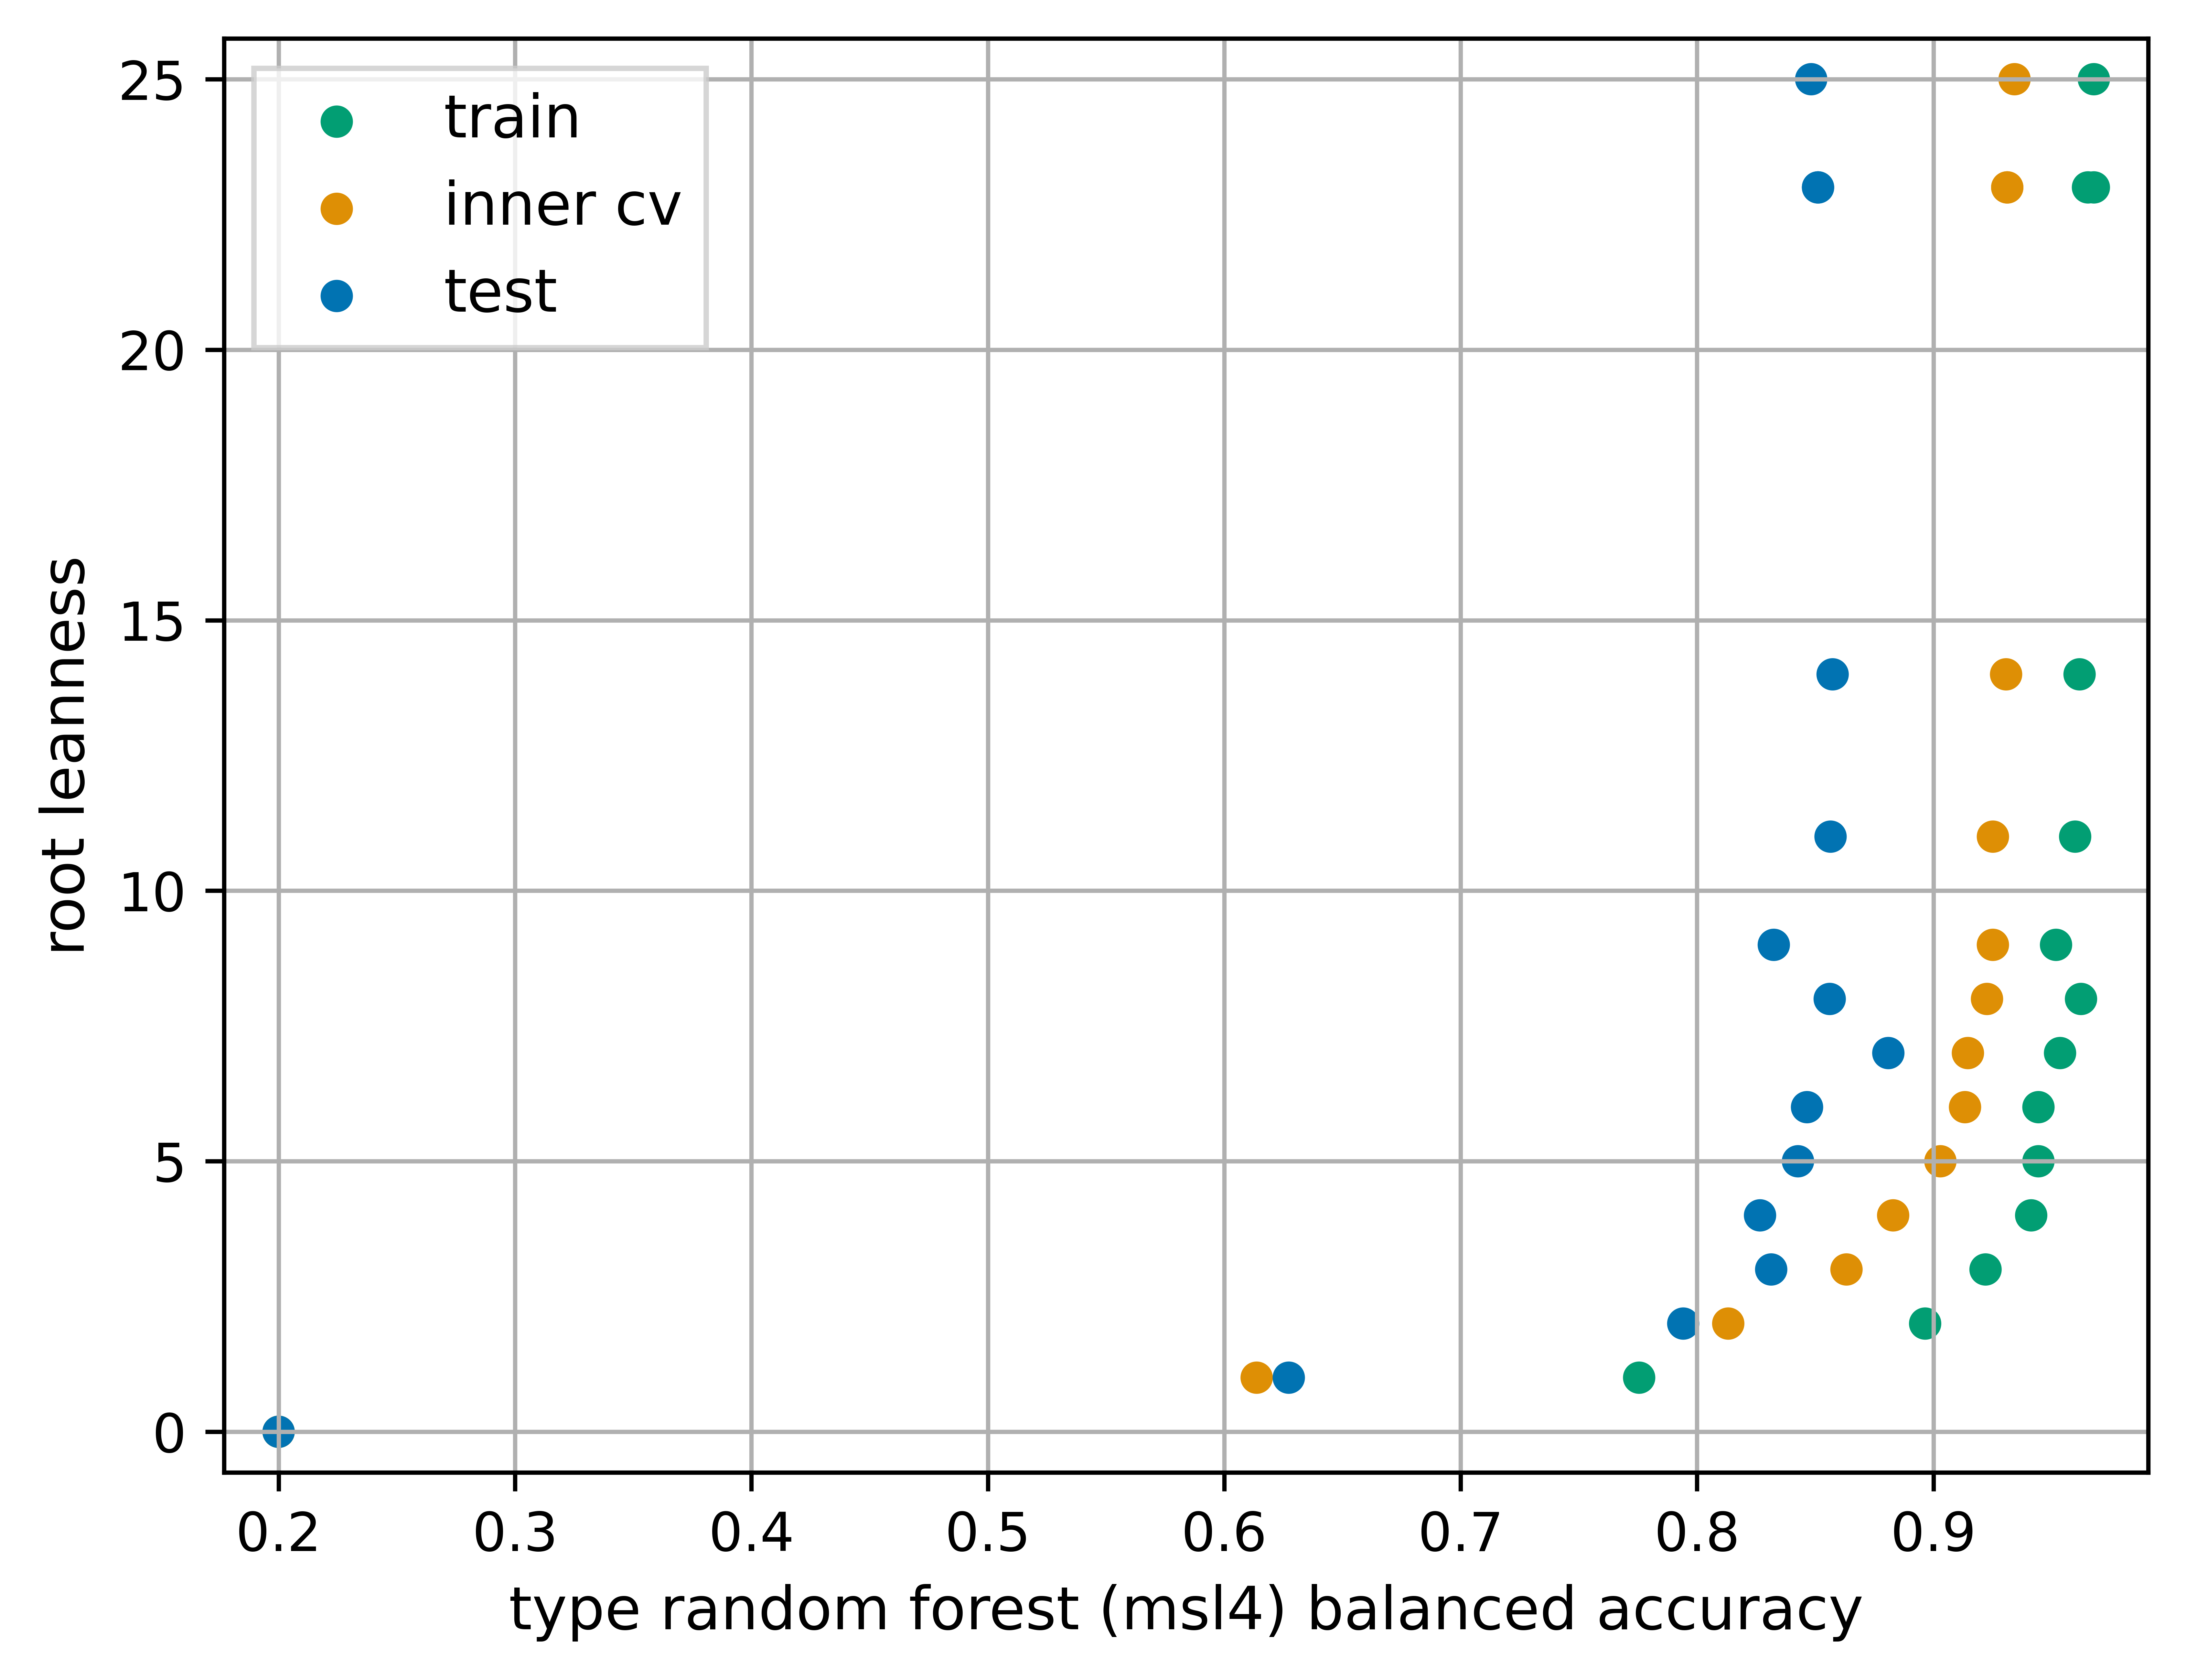 25
20
15
10
5
0
root leanness
train
inner cv
test
0.2 0.3 0.4 0.5 0.6 0.7 0.8 0.9
type random forest (msl4) balanced accuracy